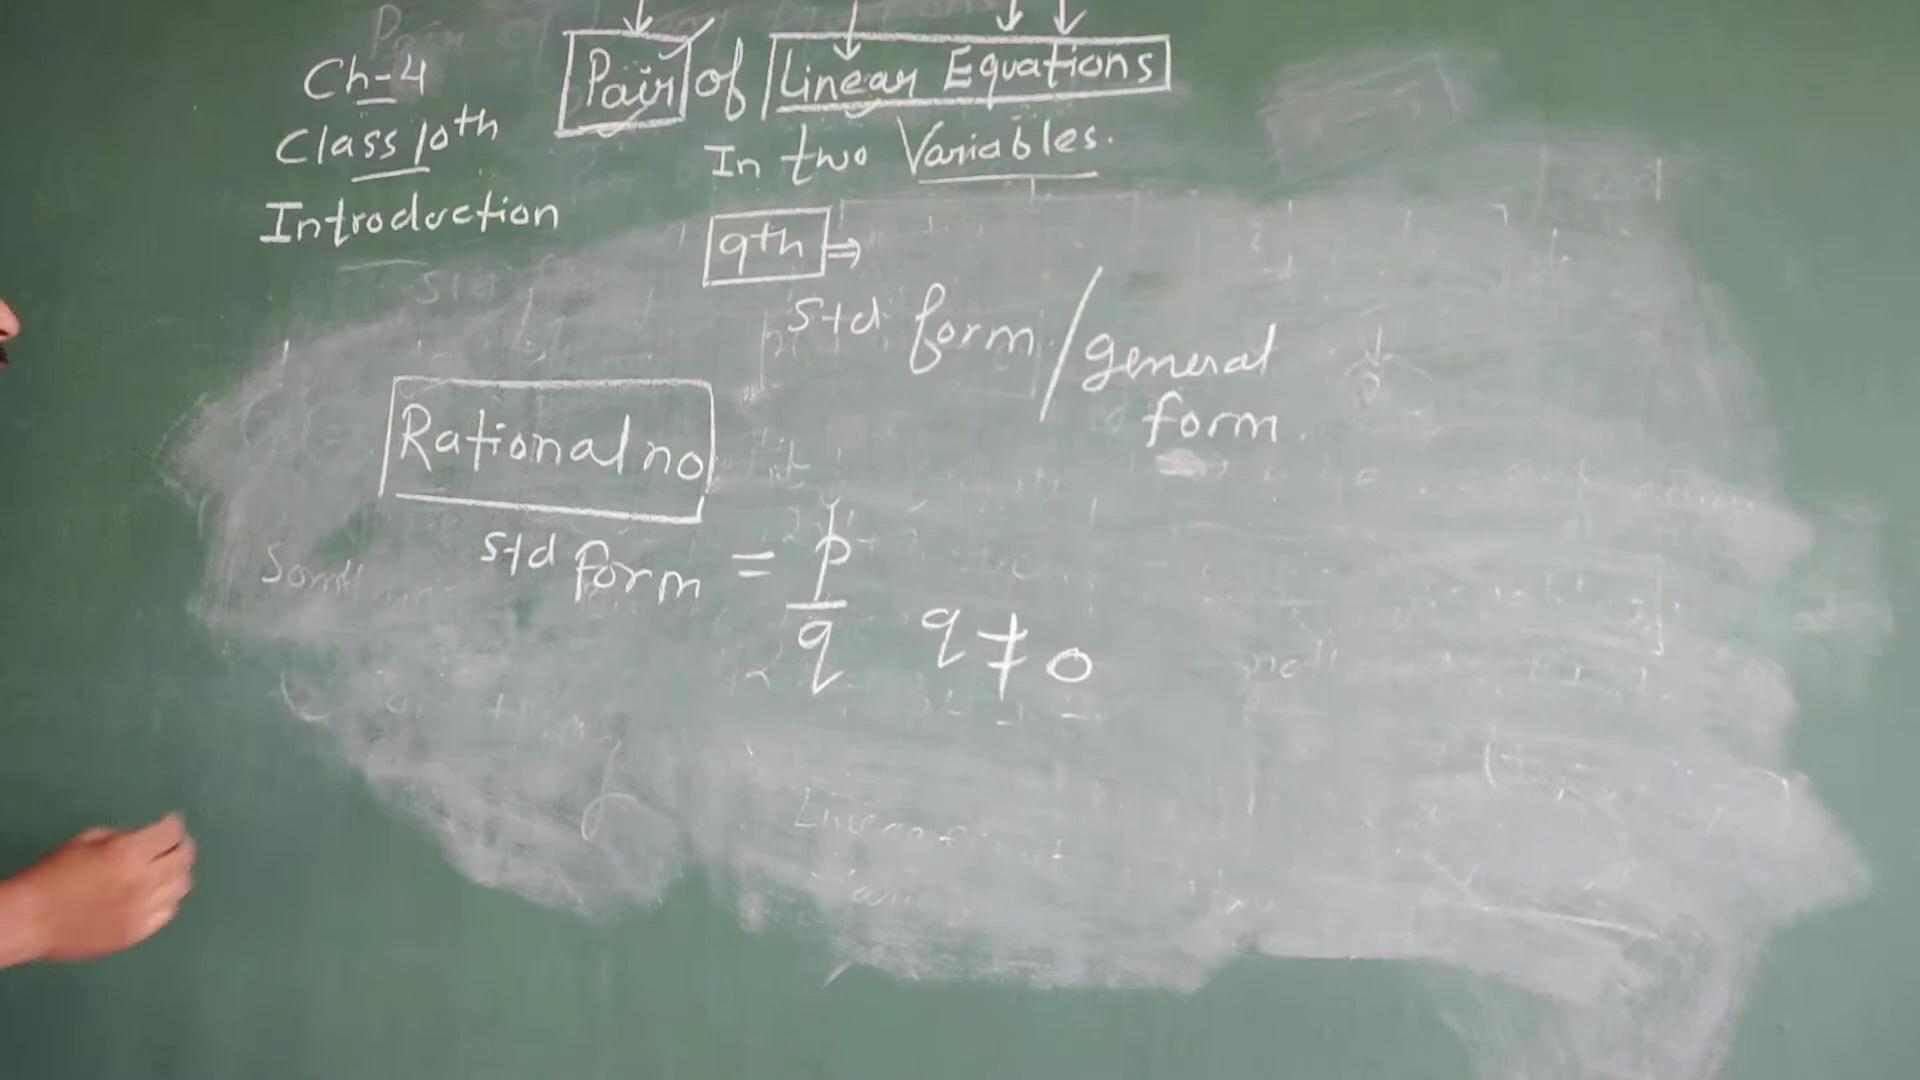 Ch-4
Pair of Linear Equations
Class 10th
In two Variables.
Introduction
9th ⇒
std form / general
form.
Rational no
std form = p/q q ≠ 0